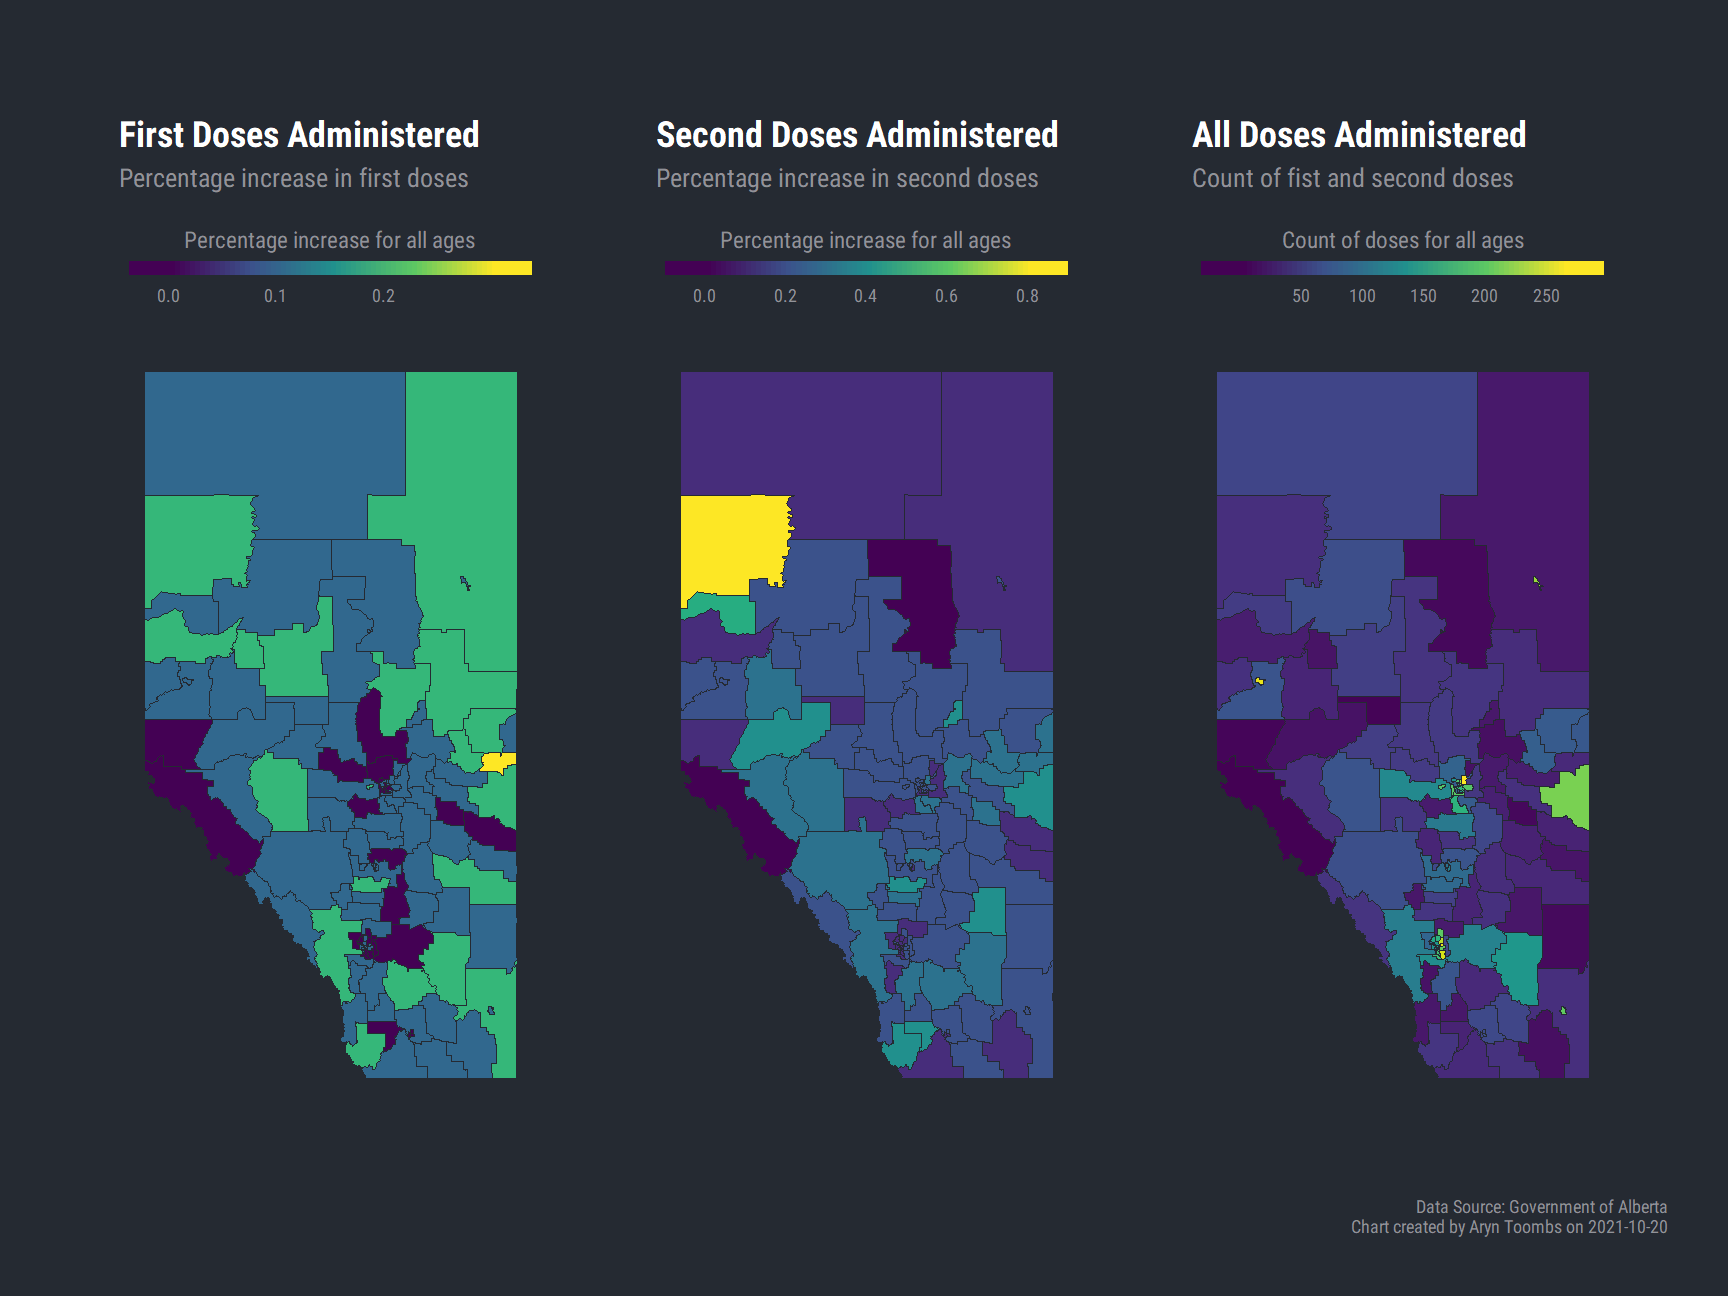 First Doses Administered
Percentage increase in first doses
Percentage increase for all ages
0.0 0.1 0.2
Second Doses Administered
Percentage increase in second doses
Percentage increase for all ages
0.0 0.2 0.4 0.6 0.8
All Doses Administered
Count of fist and second doses
Count of doses for all ages
50 100 150 200 250
Data Source: Government of Alberta
Chart created by Aryn Toombs on 2021-10-20